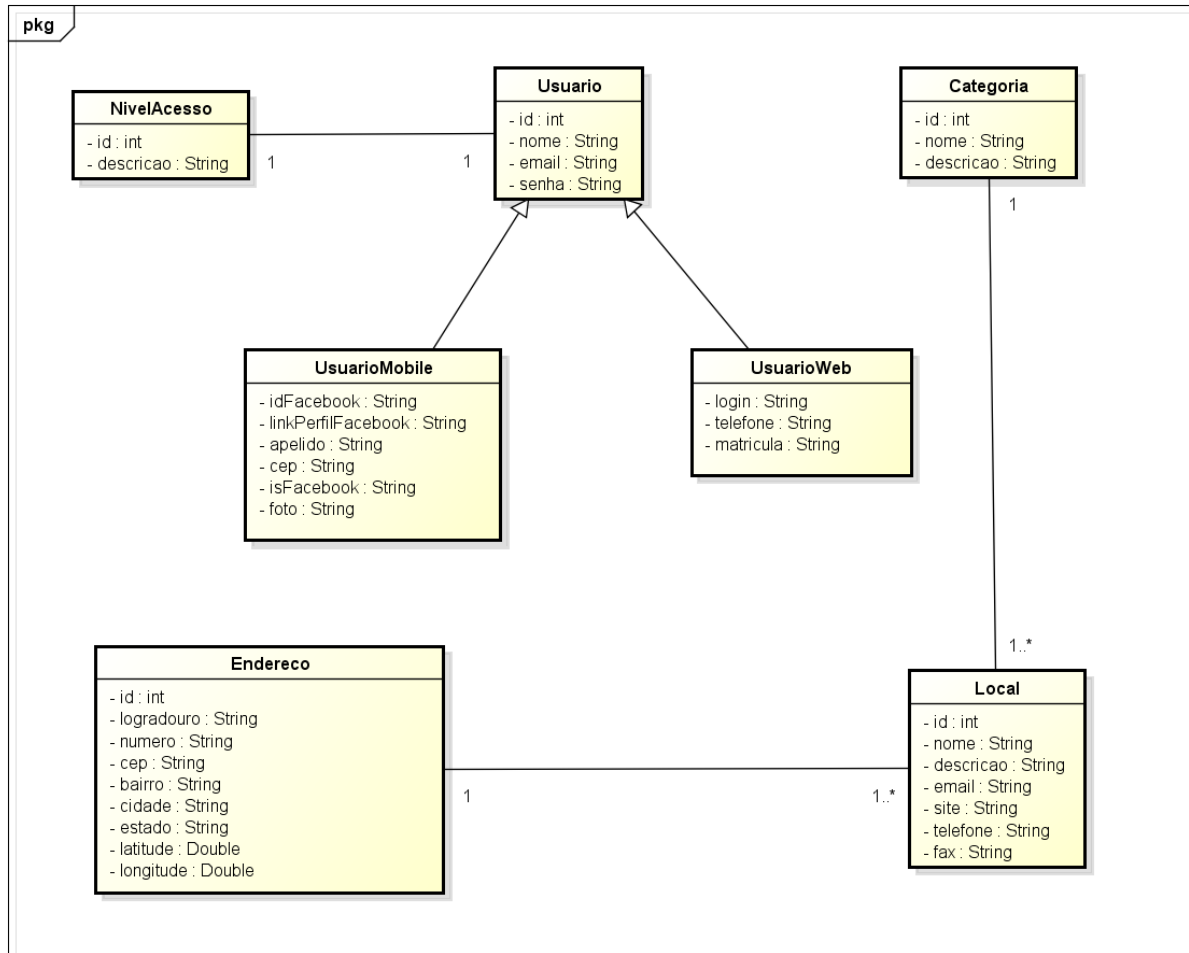 pkg
NivelAcesso
- id : int
- descricao : String
1
1
Usuario
- id : int
- nome : String
- email : String
- senha : String
Categoria
- id : int
- nome : String
- descricao : String
1
UsuarioMobile
- idFacebook : String
- linkPerfilFacebook : String
- apelido : String
- cep : String
- isFacebook : String
- foto : String
UsuarioWeb
- login : String
- telefone : String
- matricula : String
Endereco
- id : int
- logradouro : String
- numero : String
- cep : String
- bairro : String
- cidade : String
- estado : String
- latitude : Double
- longitude : Double
1
1..*
1..*
Local
- id : int
- nome : String
- descricao : String
- email : String
- site : String
- telefone : String
- fax : String